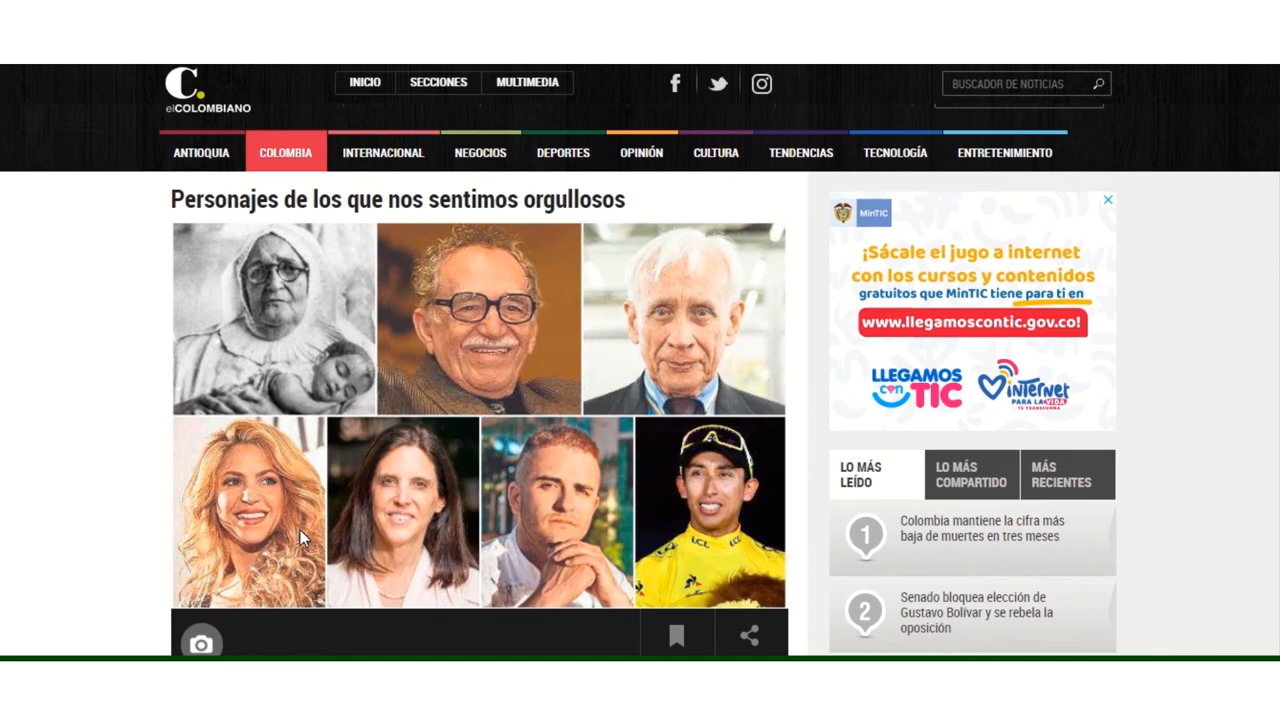 INICIO
SECCIONES
MULTIMEDIA
BUSCADOR DE NOTICIAS
elCOLOMBIANO
ANTIOQUIA
COLOMBIA
INTERNACIONAL
NEGOCIOS
DEPORTES
OPINIÓN
CULTURA
TENDENCIAS
TECNOLOGÍA
ENTRETENIMIENTO
Personajes de los que nos sentimos orgullosos
LCL
LCL
MinTIC
¡Sácale el jugo a internet
con los cursos y contenidos
gratuitos que MinTIC tiene para ti en
www.llegamoscontic.gov.co!
LLEGAMOS
con TIC
internet
PARA LA VIDA
TE TRANSFORMA
LO MÁS
LEÍDO
LO MÁS
COMPARTIDO
MÁS
RECIENTES
1
Colombia mantiene la cifra más
baja de muertes en tres meses
2
Senado bloquea elección de
Gustavo Bolívar y se rebela la
oposición